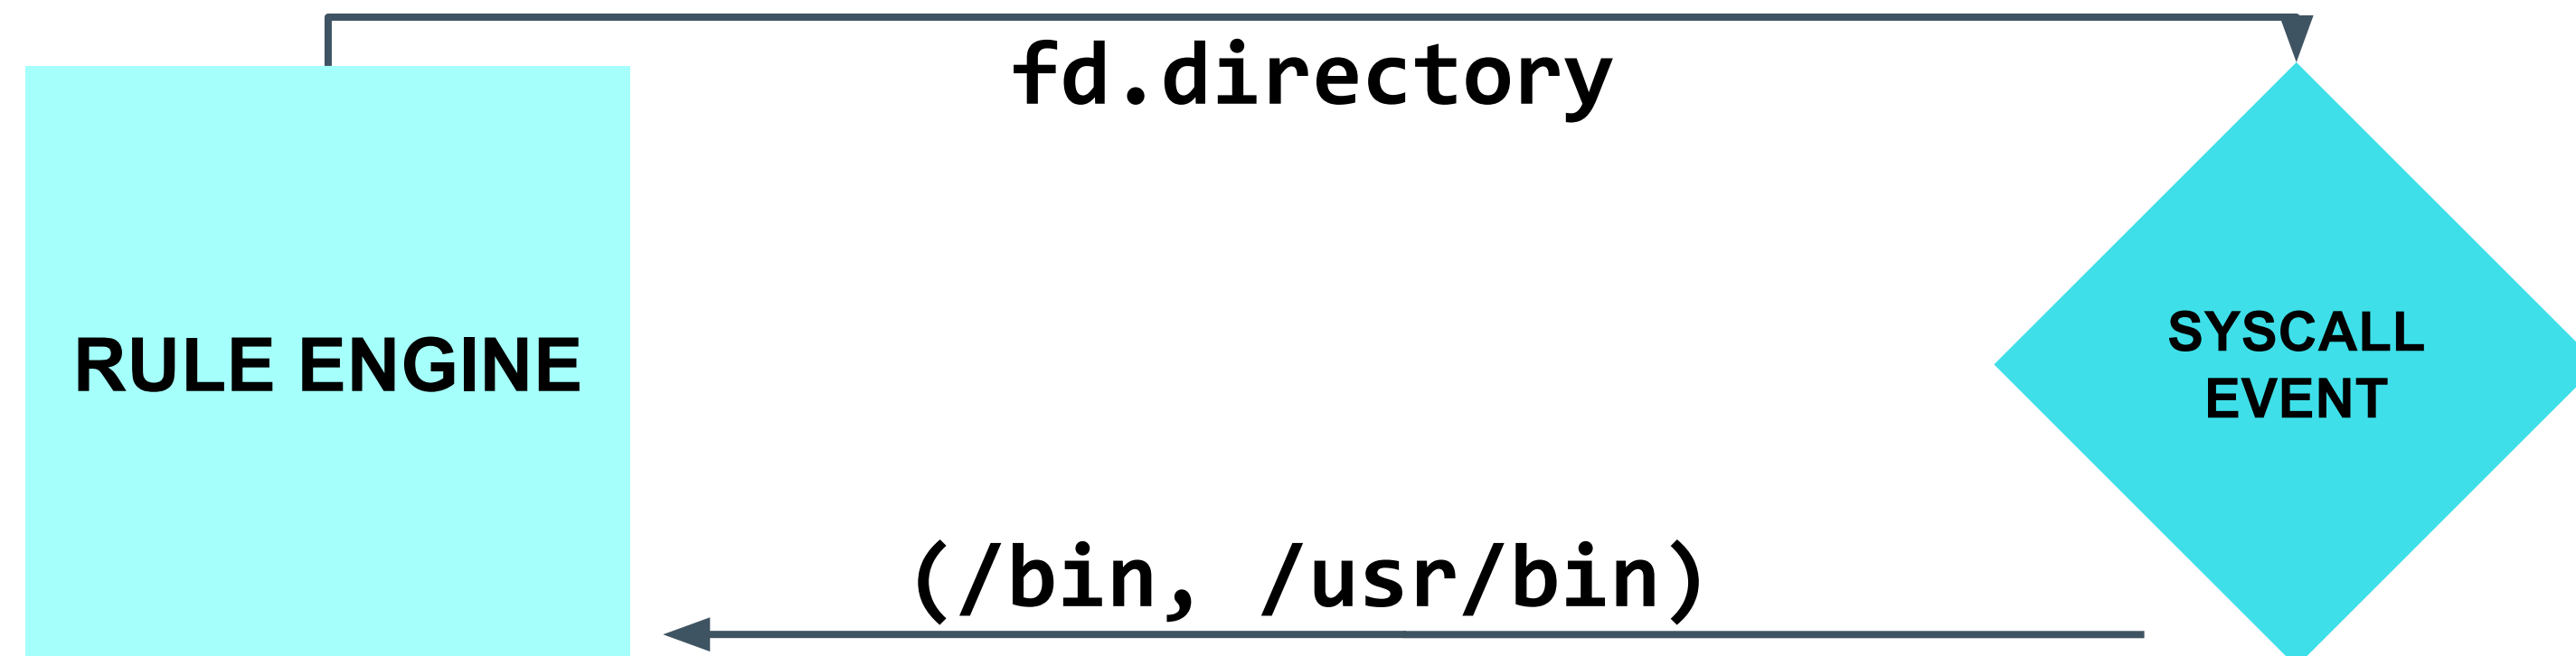 fd.directory
RULE ENGINE
SYSCALL
EVENT
(/bin, /usr/bin)